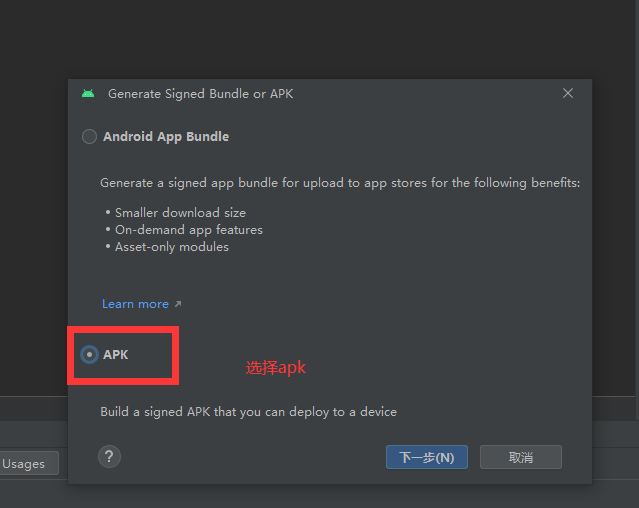 Generate Signed Bundle or APK
Android App Bundle
Generate a signed app bundle for upload to app stores for the following benefits:
• Smaller download size
• On-demand app features
• Asset-only modules
Learn more ↗
APK
选择apk
Build a signed APK that you can deploy to a device
Usages
?
下一步(N)
取消